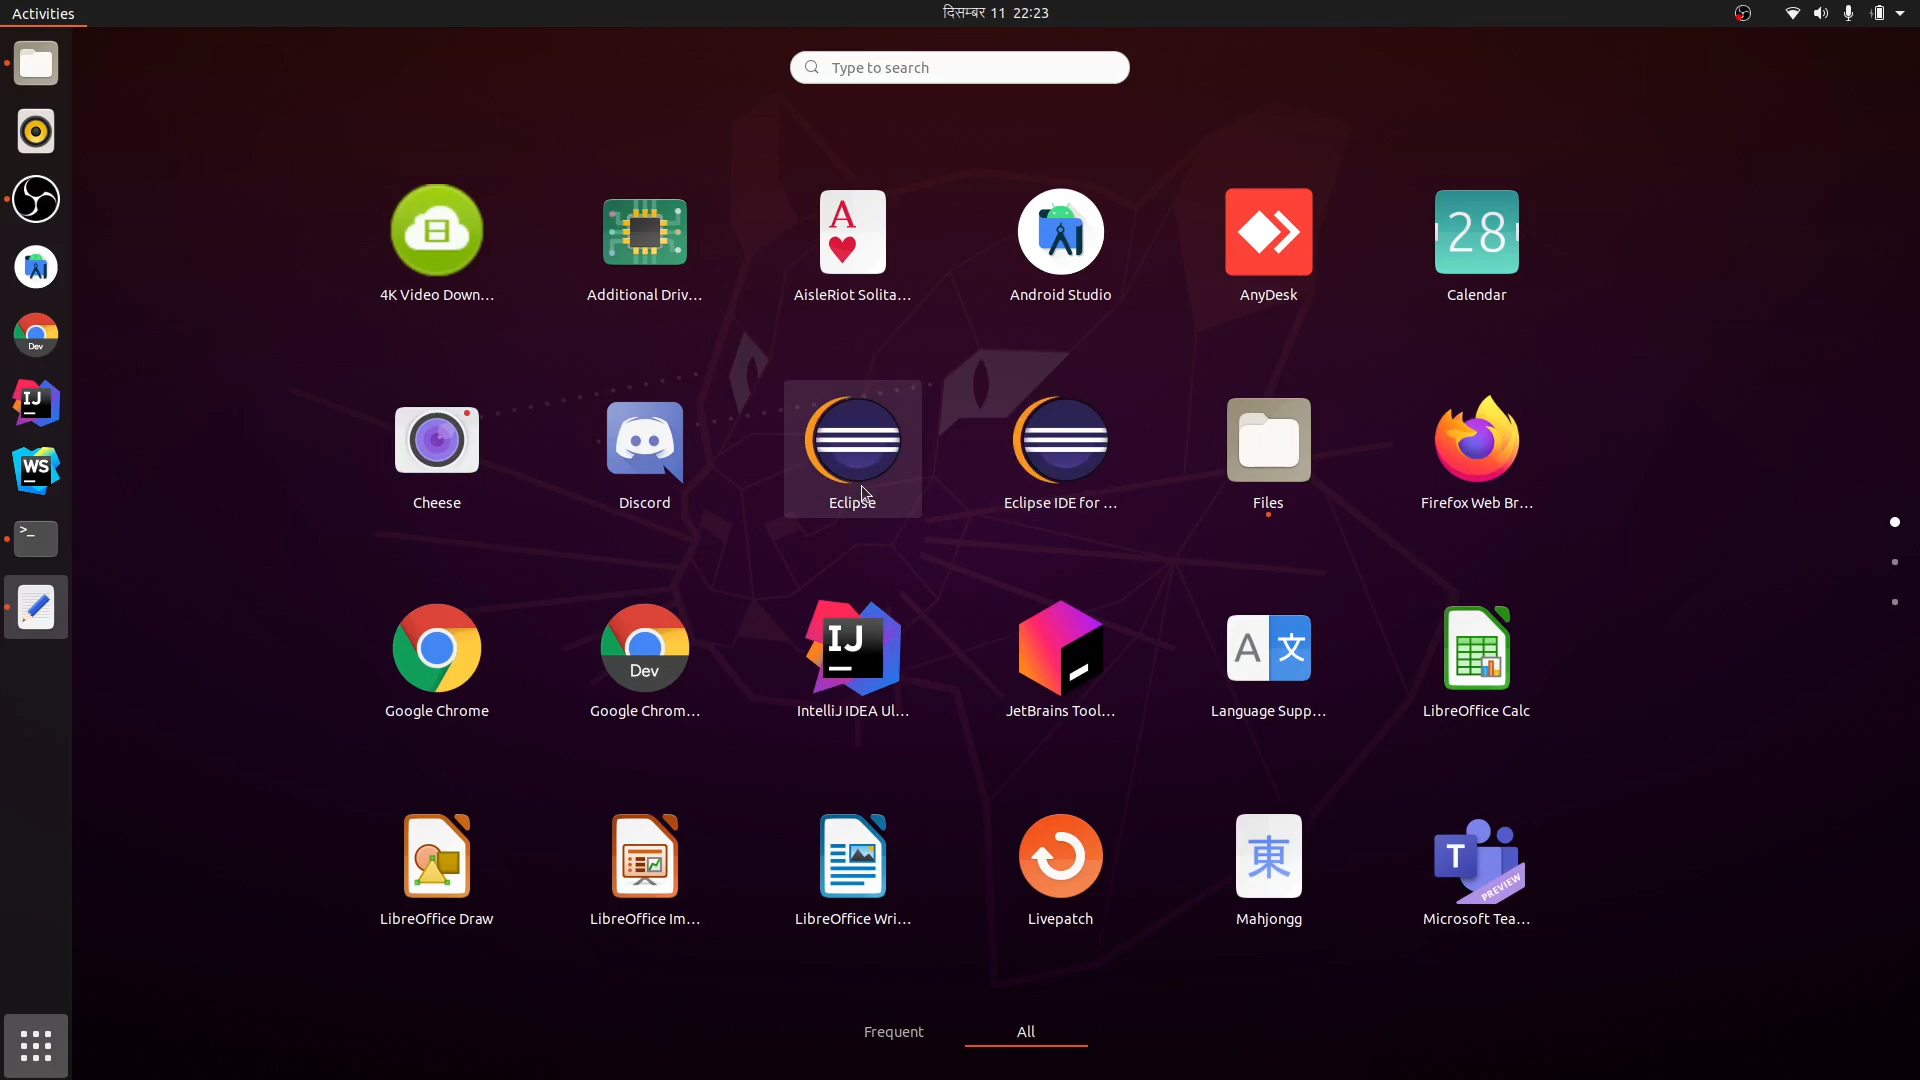 Activities
दिसम्बर 11 22:23
Type to search
A
28
4K Video Down...
Additional Driv...
AisleRiot Solita...
Android Studio
AnyDesk
Calendar
Cheese
Discord
Eclipse
Eclipse IDE for ...
Files
Firefox Web Br...
Dev
IJ
WS
>_
Dev
IJ
A 文
Google Chrome
Google Chrom...
IntelliJ IDEA Ul...
JetBrains Tool...
Language Supp...
LibreOffice Calc
東
T
PREVIEW
LibreOffice Draw
LibreOffice Im...
LibreOffice Wri...
Livepatch
Mahjongg
Microsoft Tea...
Frequent
All